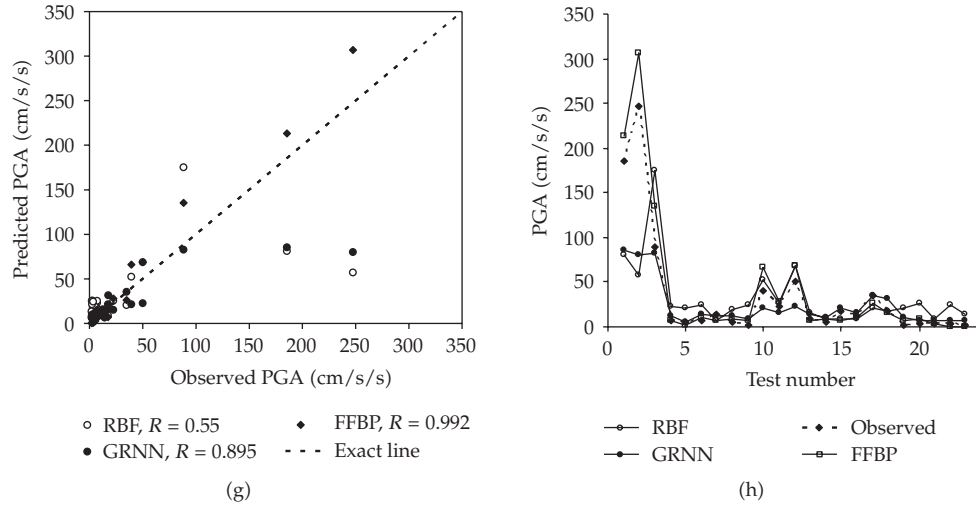 350
300
250
200
150
100
50
0
Predicted PGA (cm/s/s)
0 50 100 150 200 250 300 350
Observed PGA (cm/s/s)
RBF, R = 0.55
FFBP, R = 0.992
GRNN, R = 0.895
Exact line
(g)
350
300
250
200
150
100
50
0
PGA (cm/s/s)
0 5 10 15 20
Test number
RBF
Observed
GRNN
FFBP
(h)